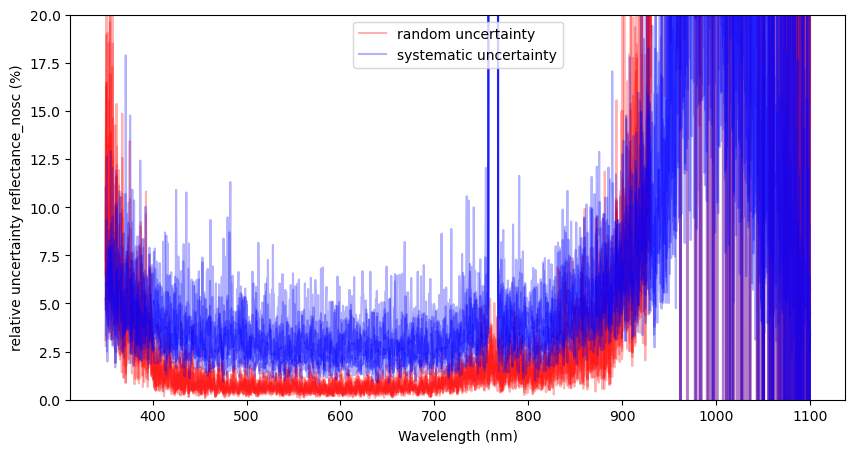 random uncertainty
systematic uncertainty
relative uncertainty reflectance_nosc (%)
20.0
17.5
15.0
12.5
10.0
7.5
5.0
2.5
0.0
400 500 600 700 800 900 1000 1100
Wavelength (nm)